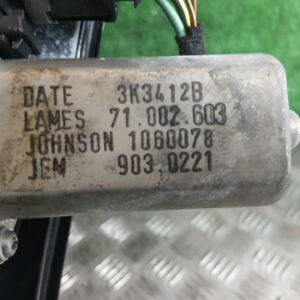 DATE 3K3412B
LAMES 71.002.603
JOHNSON 1060078
JEM 903.0221